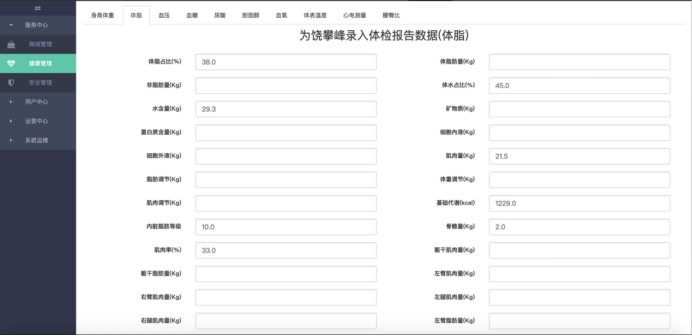 身高体重 体脂 血压 血糖 尿酸 胆固醇 血氧 体表温度 心电测量 腰臀比
服务中心
商城管理
健康管理
安全管理
用户中心
运营中心
系统运维
为饶攀峰录入体检报告数据(体脂)
体脂占比(%) 38.0 体脂肪量(Kg)
非脂肪量(Kg) 体水占比(%) 45.0
水含量(Kg) 29.3 矿物质(Kg)
蛋白质含量(Kg) 细胞内液(Kg)
细胞外液(Kg) 肌肉量(Kg) 21.5
脂肪调节(Kg) 体重调节(Kg)
肌肉调节(Kg) 基础代谢(kcal) 1229.0
内脏脂肪等级 10.0 骨骼量(Kg) 2.0
肌肉率(%) 33.0 躯干肌肉量(Kg)
躯干脂肪量(Kg) 左臂肌肉量(Kg)
右臂肌肉量(Kg) 左腿肌肉量(Kg)
右腿肌肉量(Kg) 左臂脂肪量(Kg)